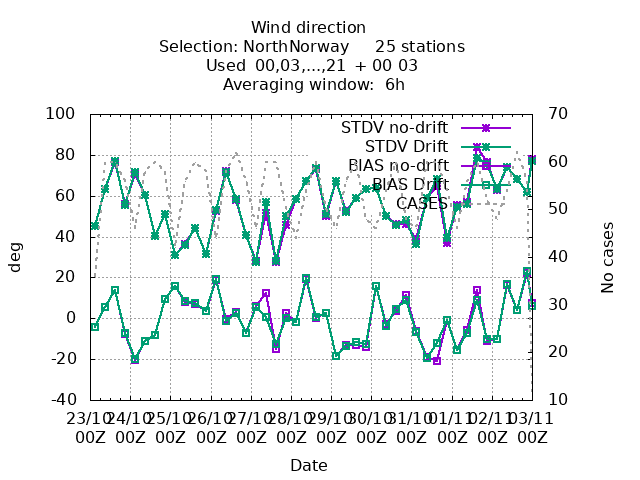 Wind direction
Selection: NorthNorway 25 stations
Used 00,03,...,21 + 00 03
Averaging window: 6h
100 70
STDV no-drift
STDV Drift
80 60
BIAS no-drift
BIAS Drift
60 50
CASES
40 40
deg
No cases
20 30
0
-20 20
-40 10
23/10 24/10 25/10 26/10 27/10 28/10 29/10 30/10 31/10 01/11 02/11 03/11
00Z 00Z 00Z 00Z 00Z 00Z 00Z 00Z 00Z 00Z 00Z 00Z
Date